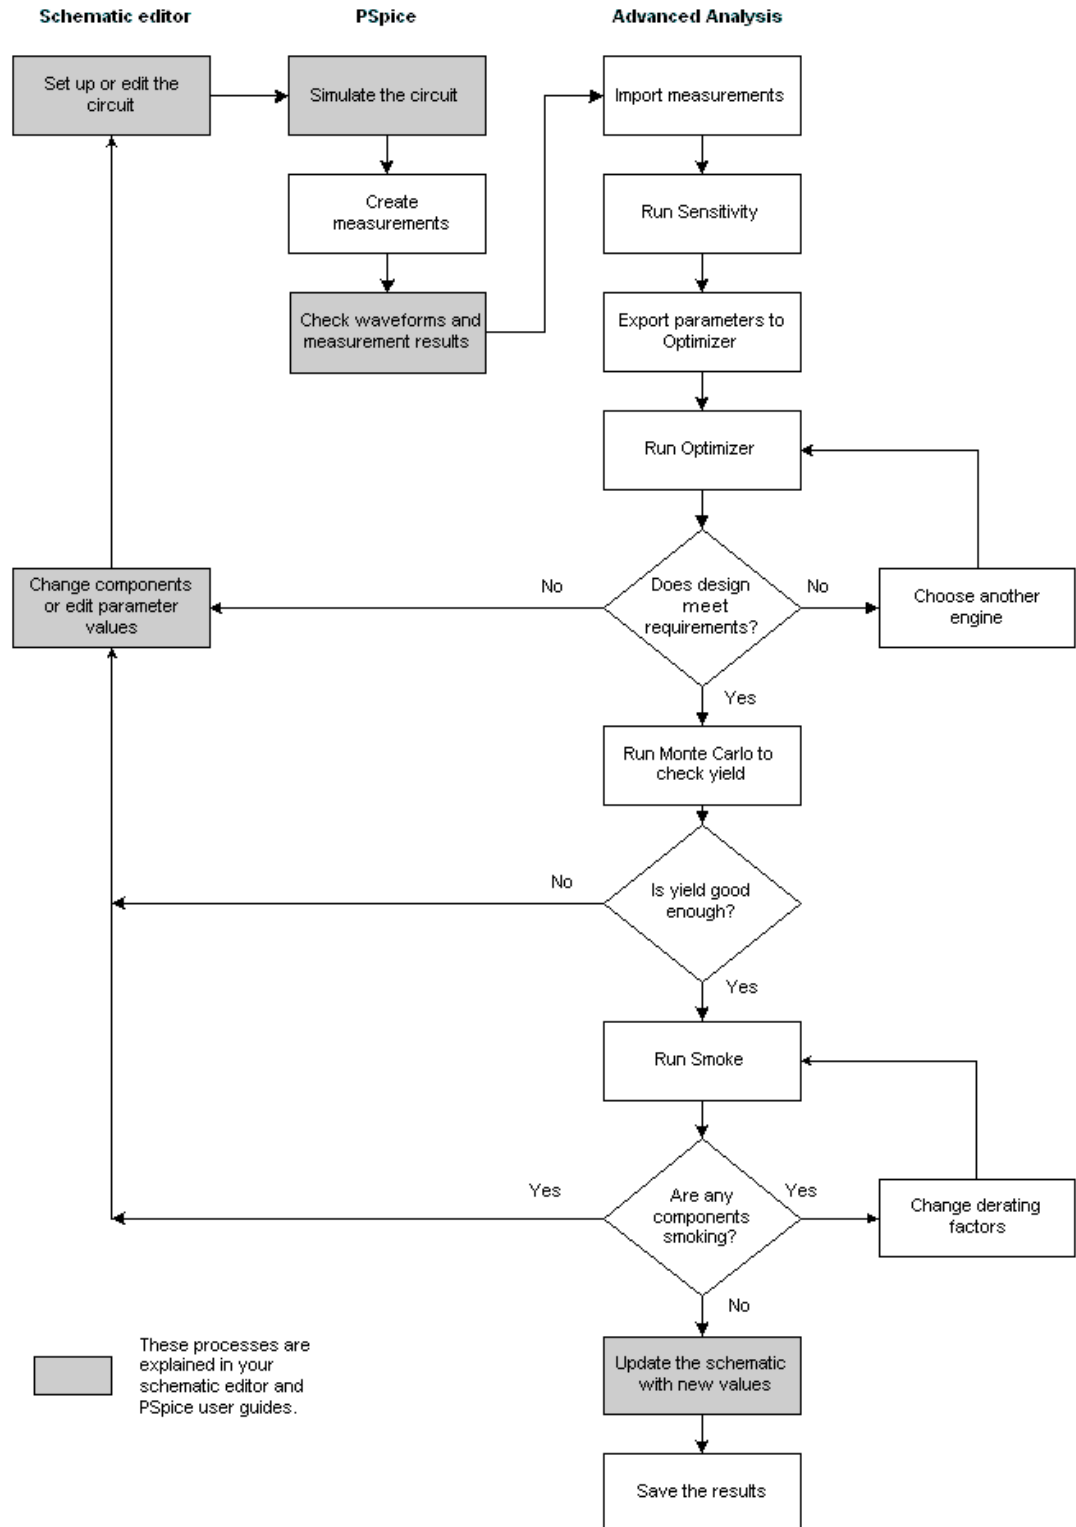 Schematic editor
PSpice
Advanced Analysis
Set up or edit the
circuit
Simulate the circuit
Import measurements
Create
measurements
Run Sensitivity
Check waveforms and
measurement results
Export parameters to
Optimizer
Run Optimizer
Change components
or edit parameter
values
No
Does design
meet
requirements?
No
Choose another
engine
Yes
Run Monte Carlo to
check yield
No
Is yield good
enough?
Yes
Run Smoke
Yes
Are any
components
smoking?
Yes
Change derating
factors
No
These processes are
explained in your
schematic editor and
PSpice user guides.
Update the schematic
with new values
Save the results